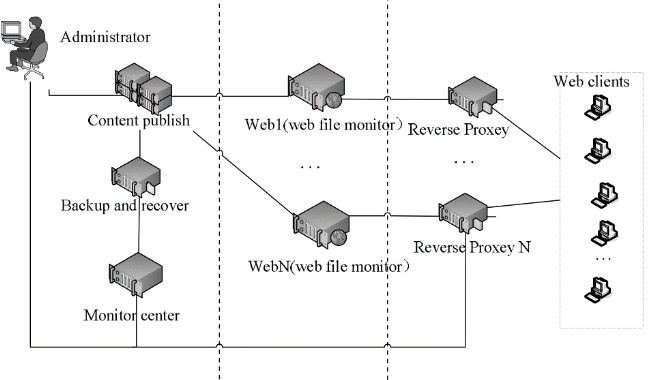 Administrator
Web clients
Content publish
Web1(web file monitor）
Reverse Proxey
...
...
Backup and recover
Reverse Proxey N
WebN(web file monitor）
...
Monitor center